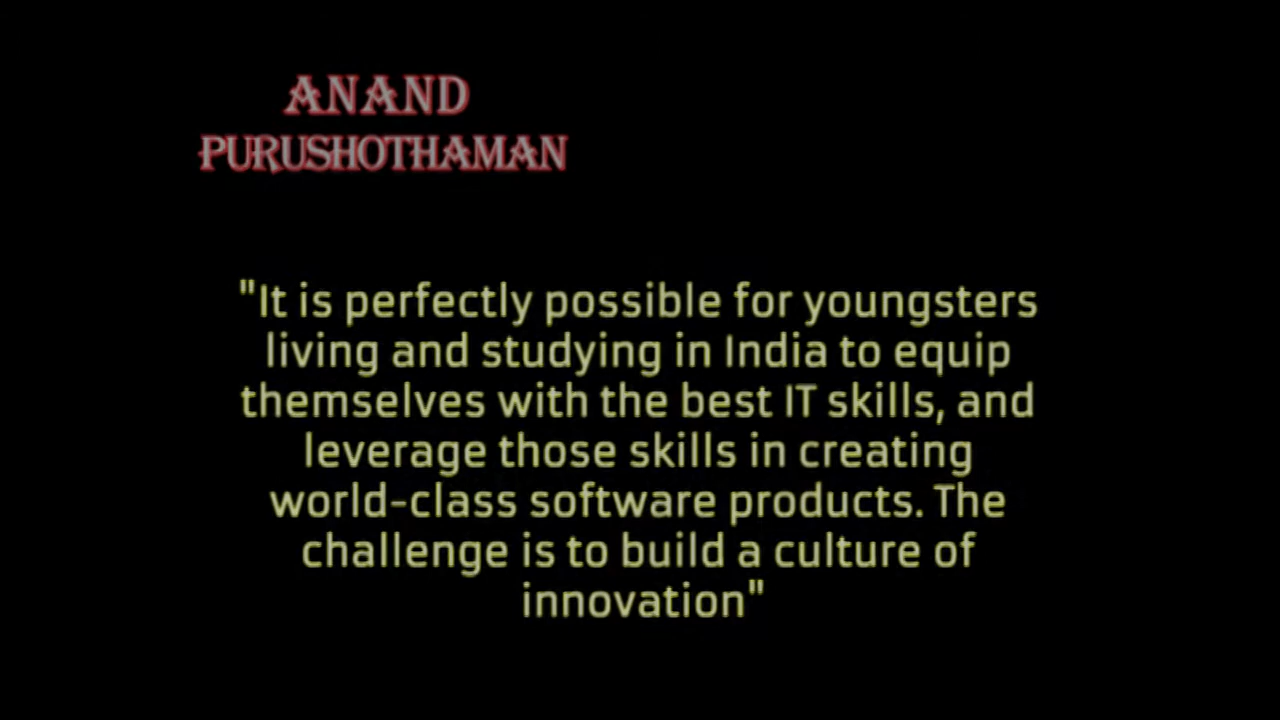 ANAND
PURUSHOTHAMAN
"It is perfectly possible for youngsters
living and studying in India to equip
themselves with the best IT skills, and
leverage those skills in creating
world-class software products. The
challenge is to build a culture of
innovation"